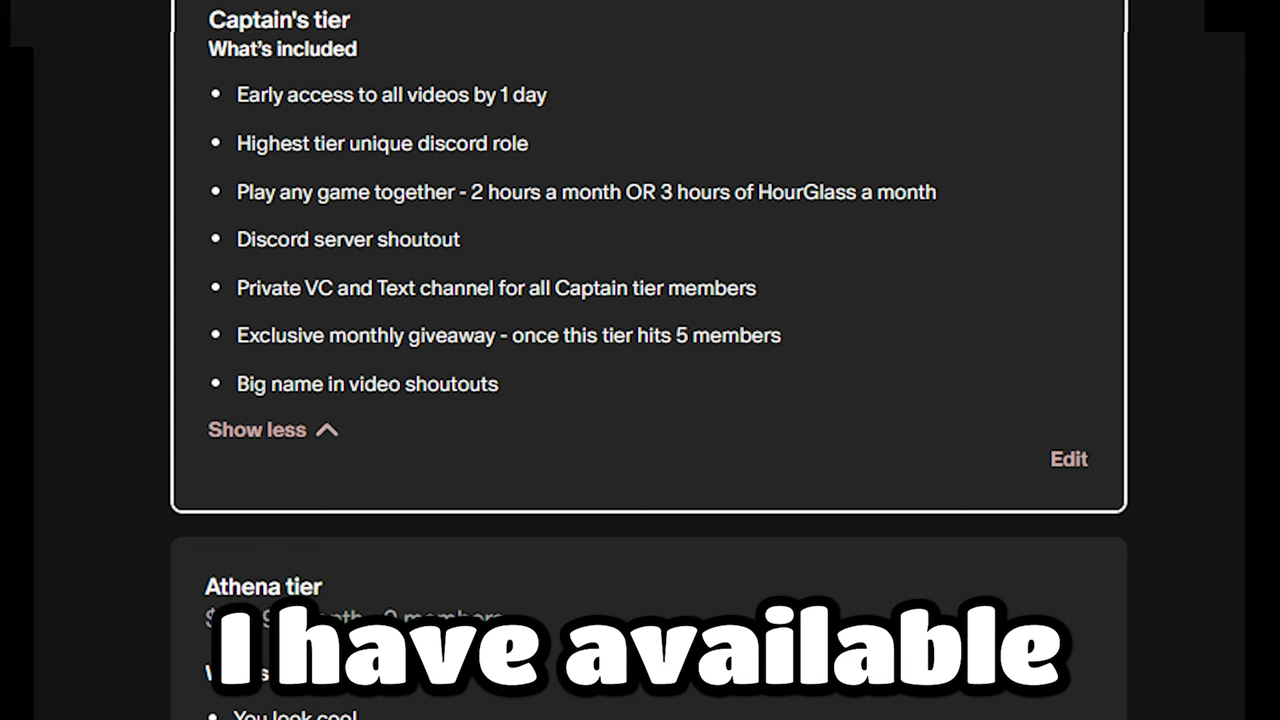 Captain's tier
What's included
• Early access to all videos by 1 day
• Highest tier unique discord role
• Play any game together - 2 hours a month OR 3 hours of HourGlass a month
• Discord server shoutout
• Private VC and Text channel for all Captain tier members
• Exclusive monthly giveaway - once this tier hits 5 members
• Big name in video shoutouts
Show less
Edit
Athena tier
I have available
• You look cool